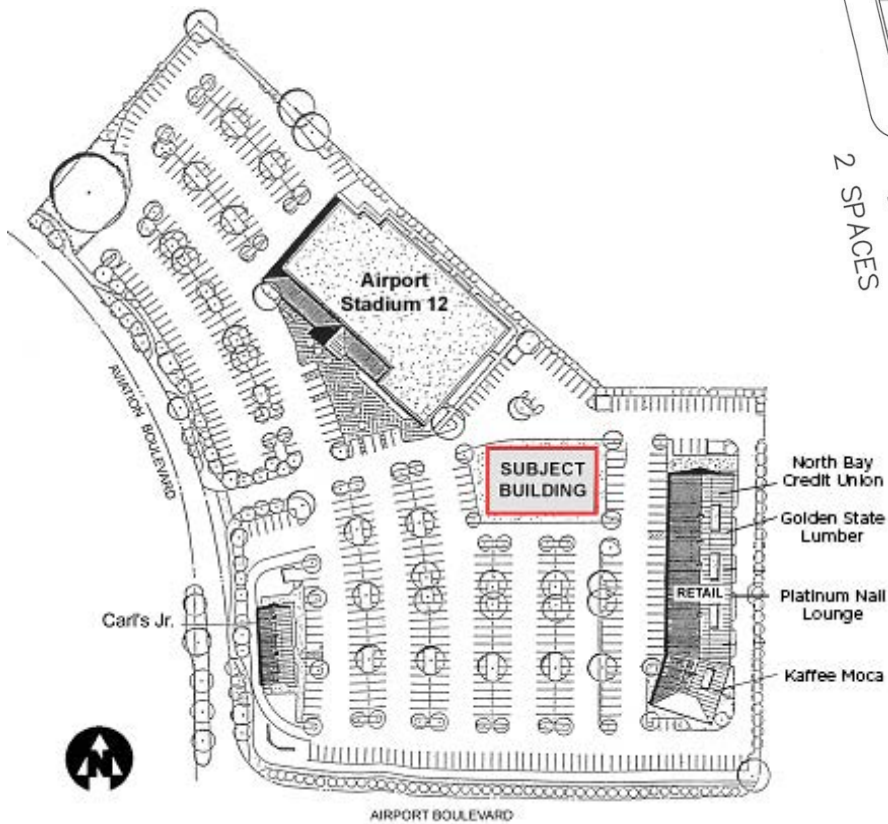 2 SPACES
Airport
Stadium 12
AVIATION BOULEVARD
SUBJECT
BUILDING
North Bay
Credit Union
Golden State
Lumber
RETAIL
Platinum Nail
Lounge
Carl's Jr.
Kaffee Moca
N
AIRPORT BOULEVARD